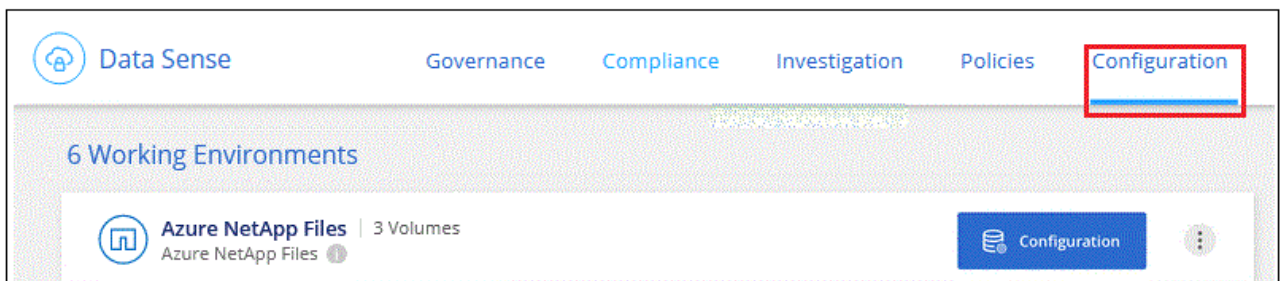 Data Sense Governance Compliance Investigation Policies Configuration
6 Working Environments
Azure NetApp Files | 3 Volumes
Azure NetApp Files
Configuration